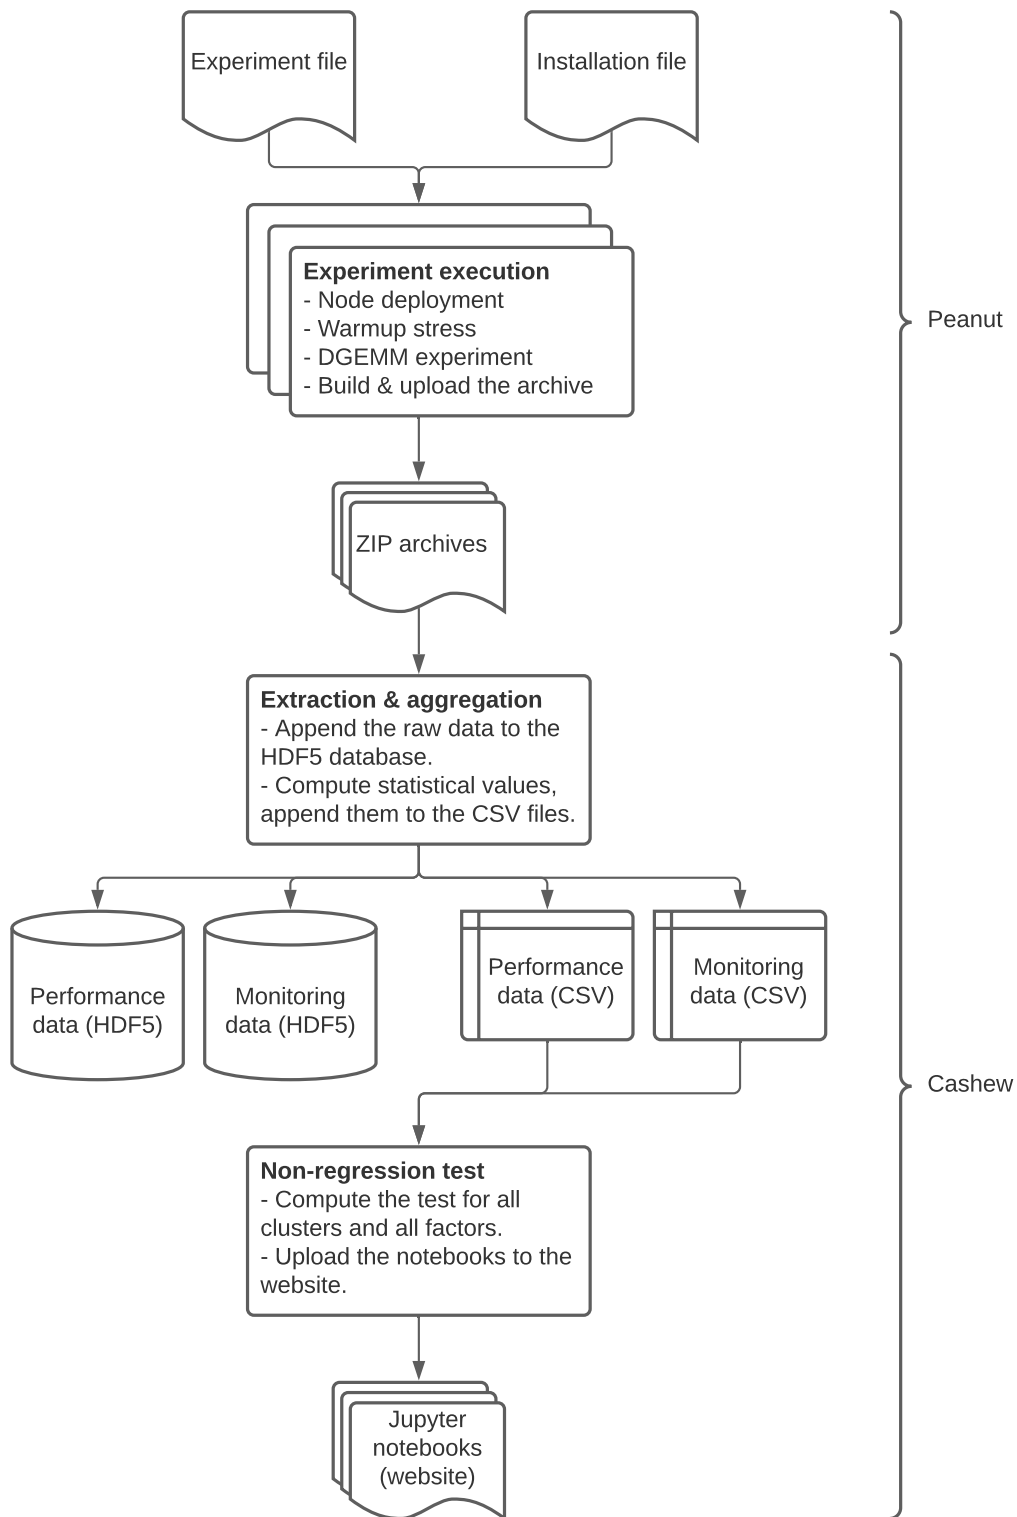 Experiment file
Installation file
Experiment execution
- Node deployment
- Warmup stress
- DGEMM experiment
- Build & upload the archive
Peanut
ZIP archives
Extraction & aggregation
- Append the raw data to the
HDF5 database.
- Compute statistical values,
append them to the CSV files.
Performance
data (HDF5)
Monitoring
data (HDF5)
Performance
data (CSV)
Monitoring
data (CSV)
Cashew
Non-regression test
- Compute the test for all
clusters and all factors.
- Upload the notebooks to the
website.
Jupyter
notebooks
(website)